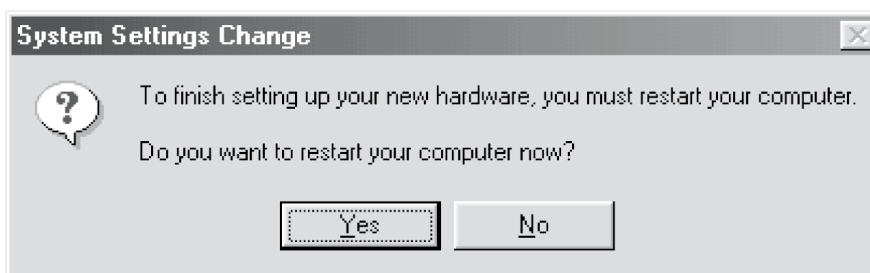 System Settings Change
?
To finish setting up your new hardware, you must restart your computer.
Do you want to restart your computer now?
Yes
No